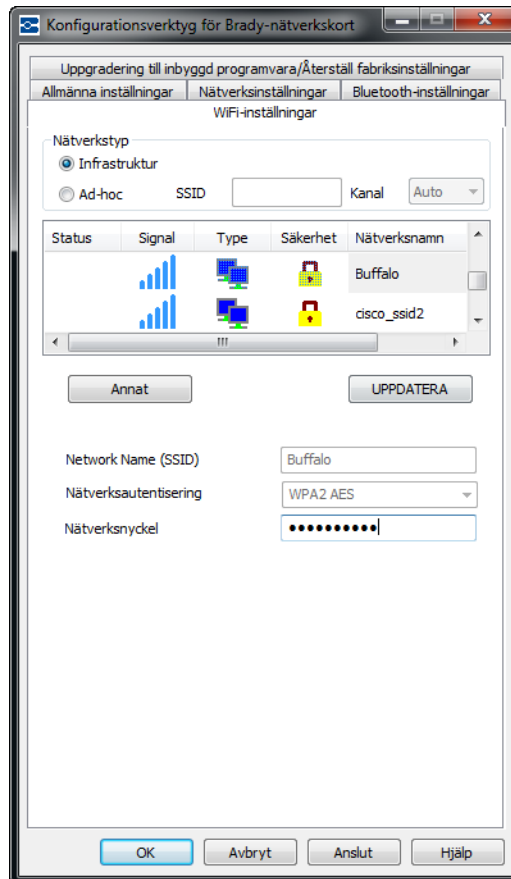 Konfigurationsverktyg för Brady-nätverkskort
Uppgradering till inbyggd programvara/Återställ fabriksinställningar
Allmänna inställningar Nätverksinställningar Bluetooth-inställningar
WiFi-inställningar
Nätverkstyp
Infrastruktur
Ad-hoc SSID Kanal Auto
Status Signal Type Säkerhet Nätverksnamn
Buffalo
cisco_ssid2
Annat UPPDATERA
Network Name (SSID) Buffalo
Nätverksautentisering WPA2 AES
Nätverksnyckel ●●●●●●●●●●
OK Avbryt Anslut Hjälp